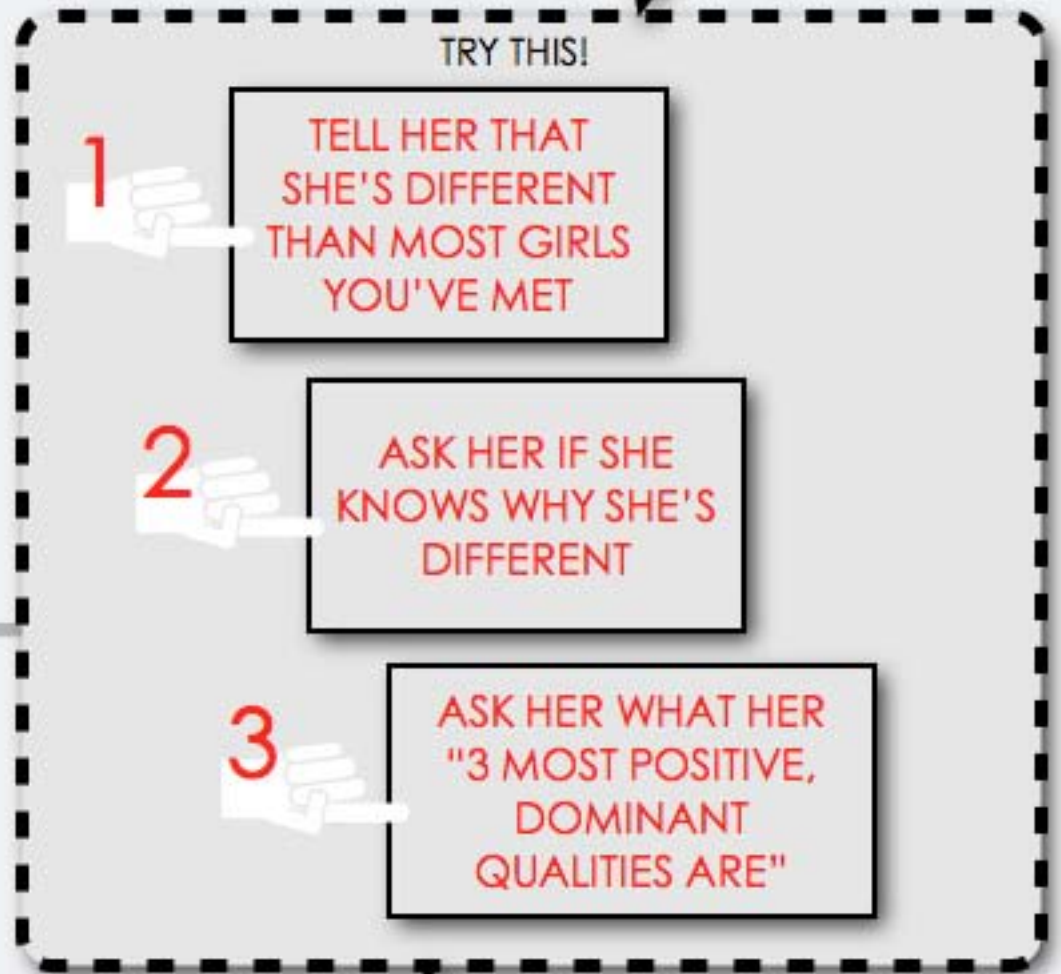 TRY THIS!
1
TELL HER THAT
SHE'S DIFFERENT
THAN MOST GIRLS
YOU'VE MET
2
ASK HER IF SHE
KNOWS WHY SHE'S
DIFFERENT
3
ASK HER WHAT HER
"3 MOST POSITIVE,
DOMINANT
QUALITIES ARE"